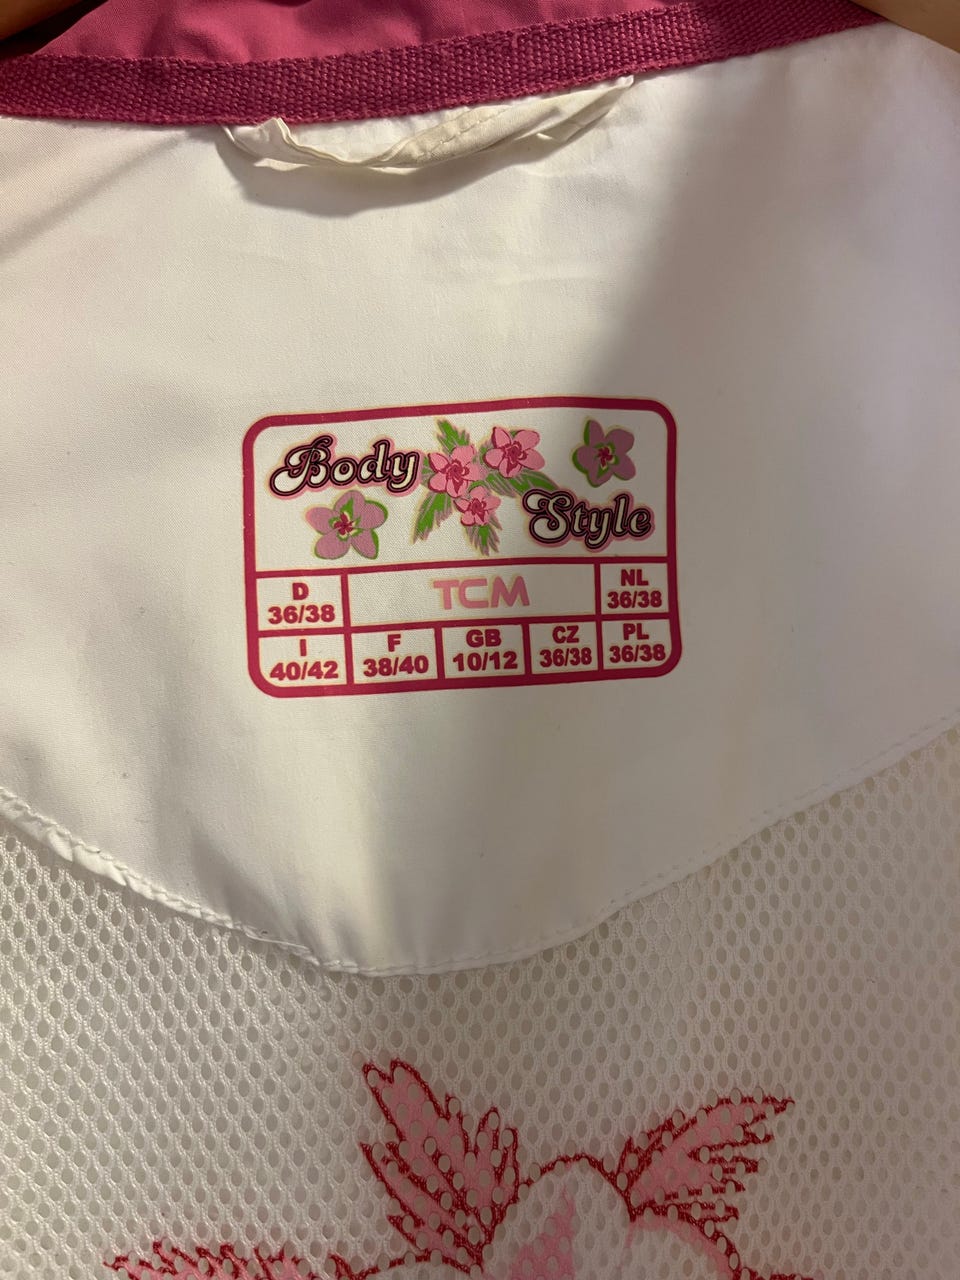 Body
Style
D TCM NL
36/38 36/38
I F GB CZ PL
40/42 38/40 10/12 36/38 36/38